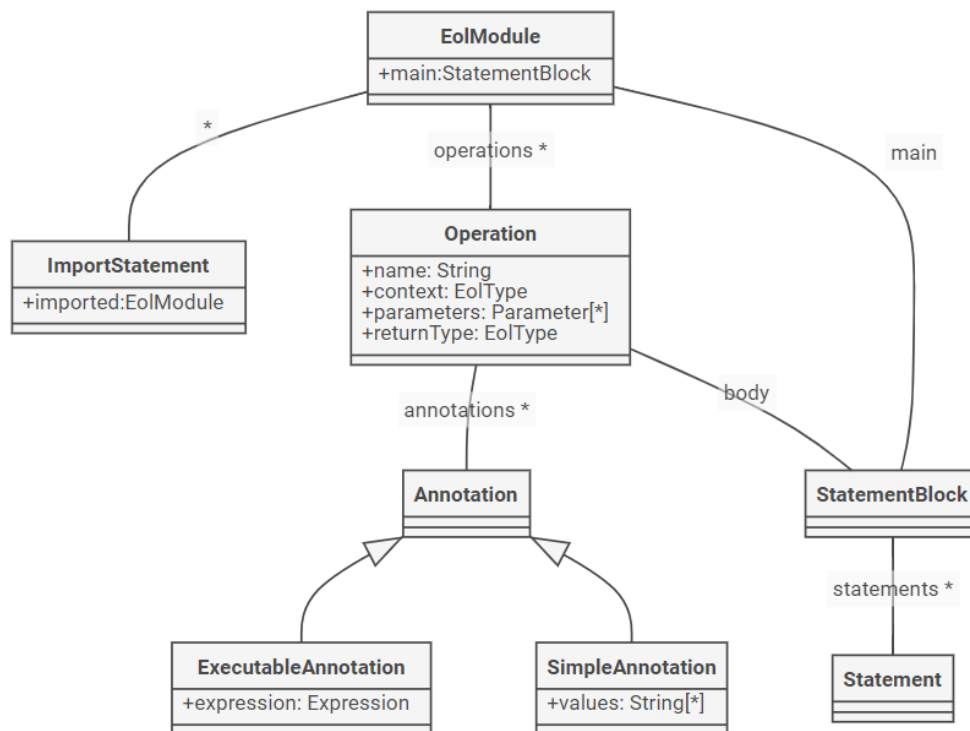 EolModule
+main:StatementBlock
*
operations *
main
Operation
+name: String
+context: EolType
+parameters: Parameter[*]
+returnType: EolType
ImportStatement
+imported:EolModule
annotations *
body
Annotation
StatementBlock
statements *
ExecutableAnnotation
+expression: Expression
SimpleAnnotation
+values: String[*]
Statement